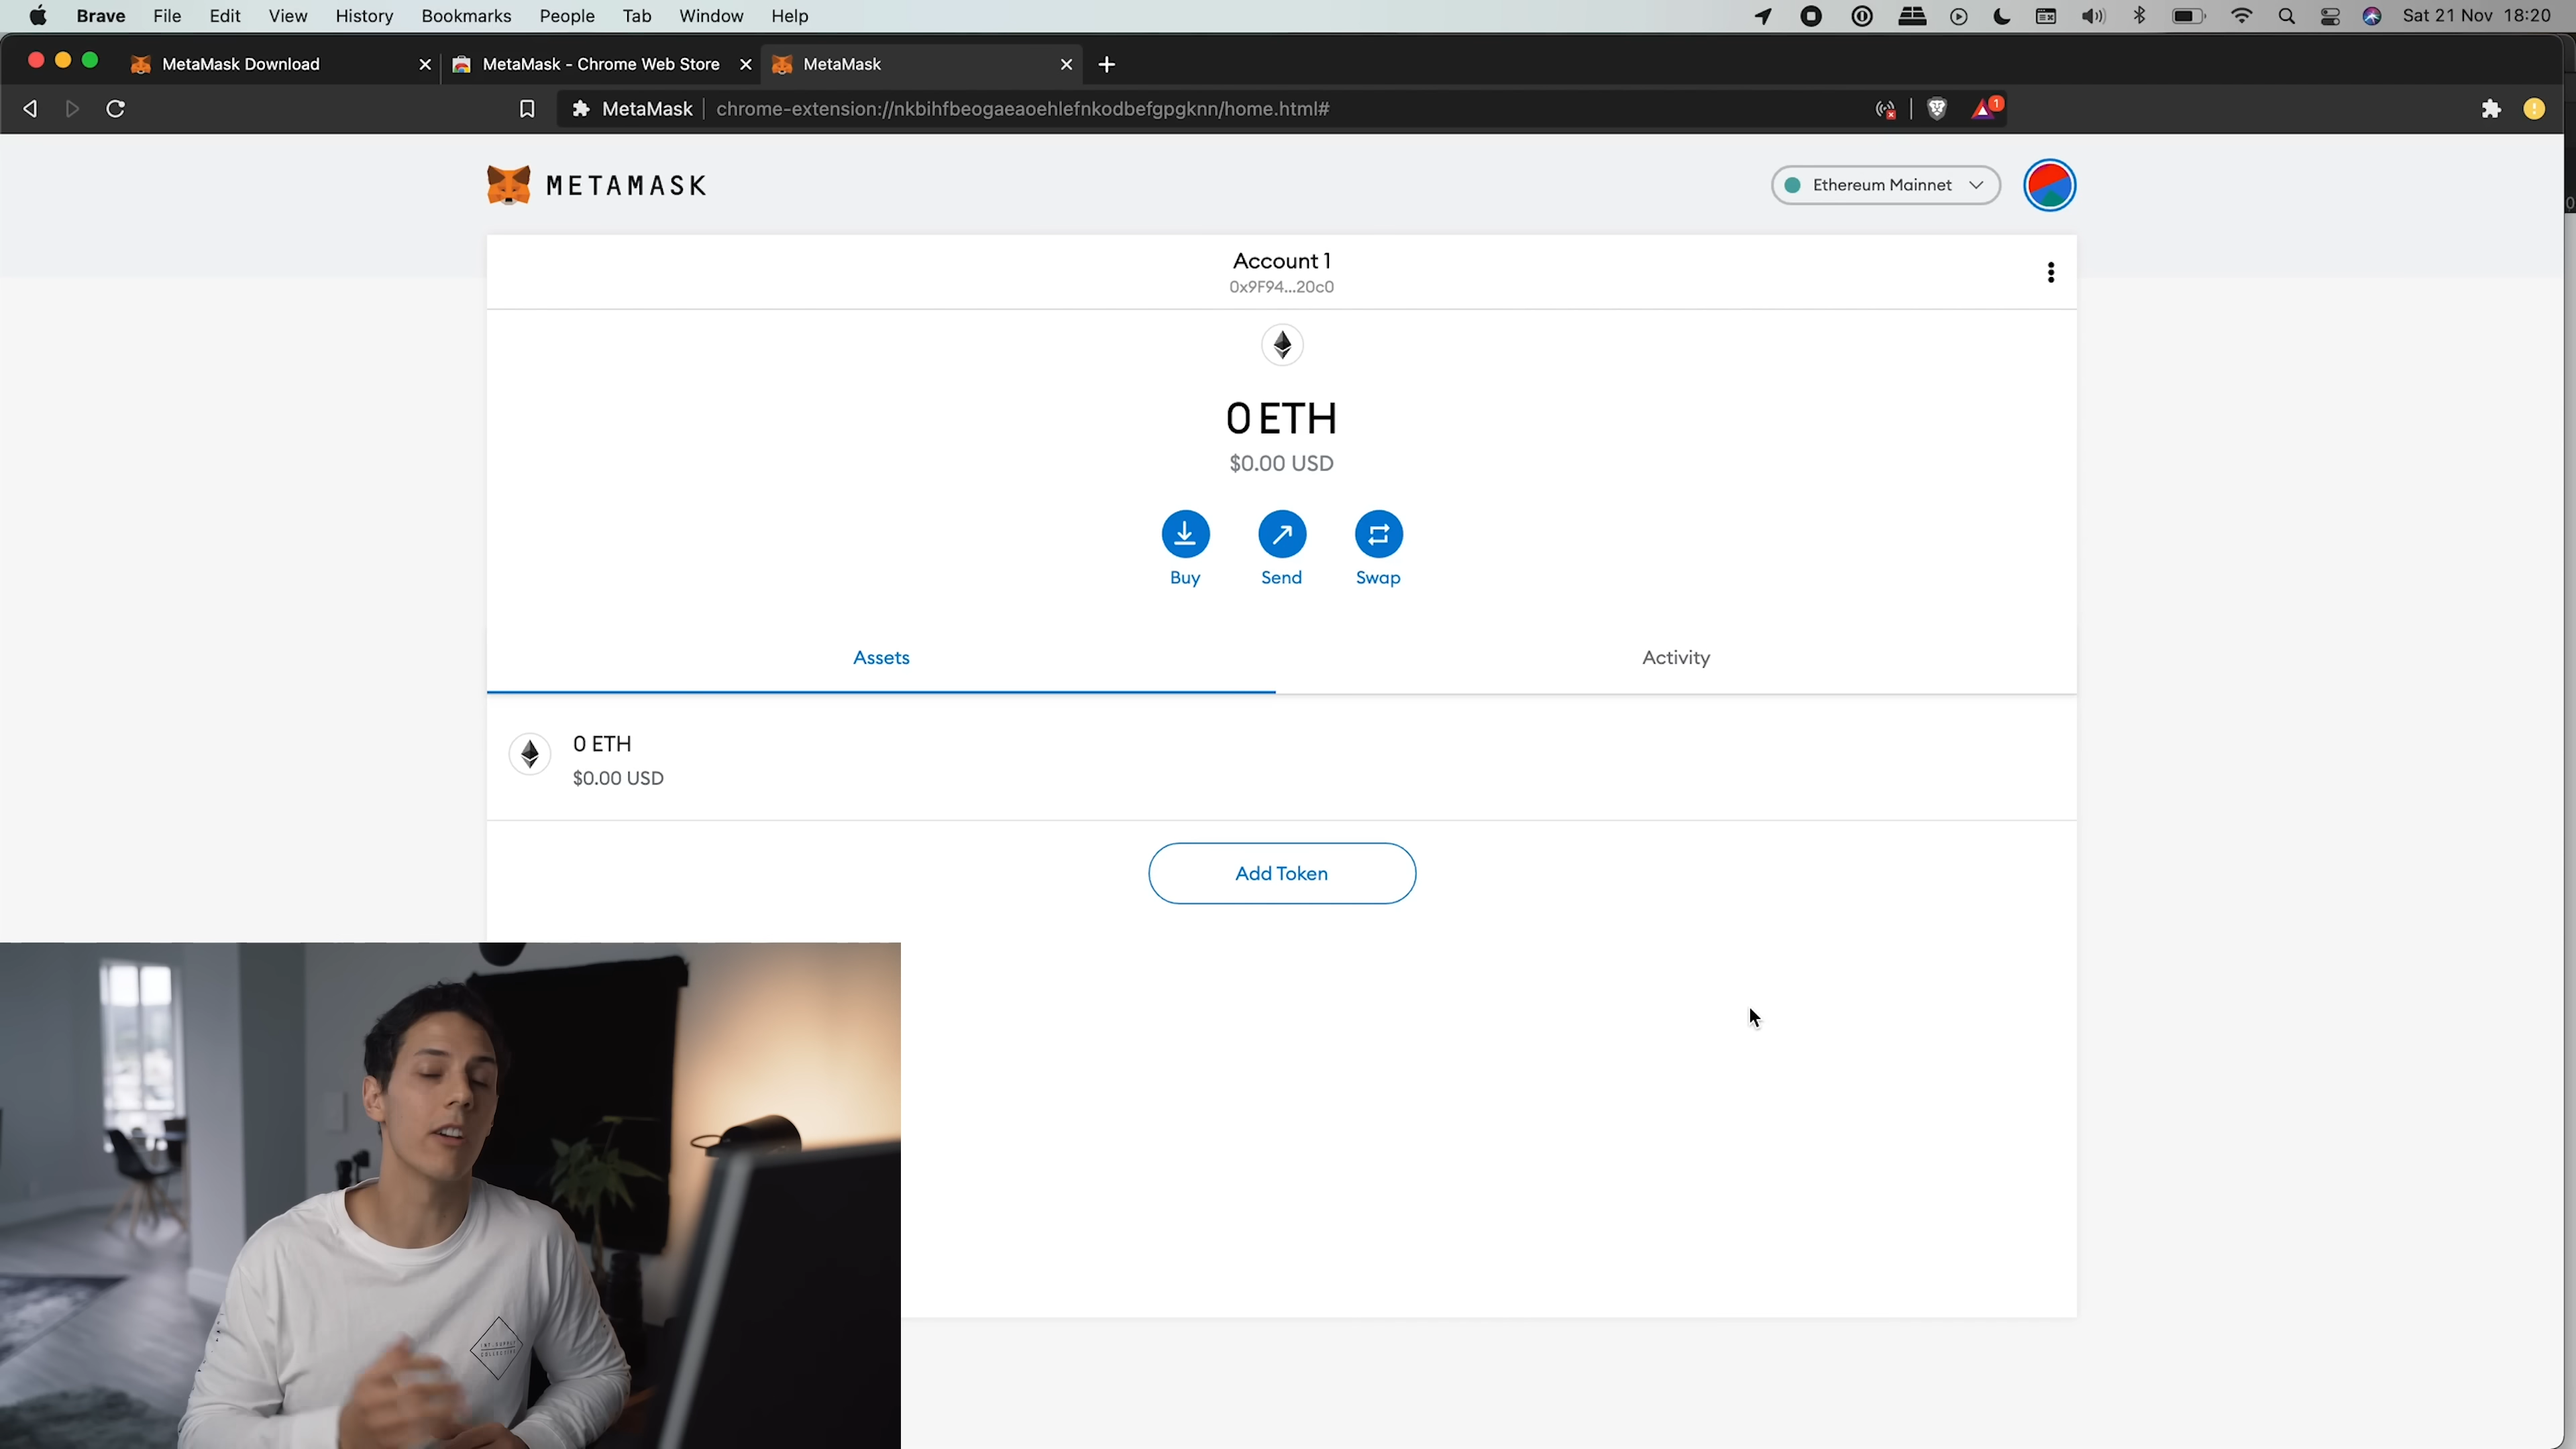 Brave File Edit View History Bookmarks People Tab Window Help Sat 21 Nov 18:20
MetaMask Download MetaMask - Chrome Web Store MetaMask
MetaMask chrome-extension://nkbihfbeogaeaoehlefnkodbefgpgknn/home.html# 1
METAMASK Ethereum Mainnet
Account 1
0x9F94...20c0
0 ETH
$0.00 USD
Buy Send Swap
Assets Activity
0 ETH
$0.00 USD
Add Token
COLLECTIVE